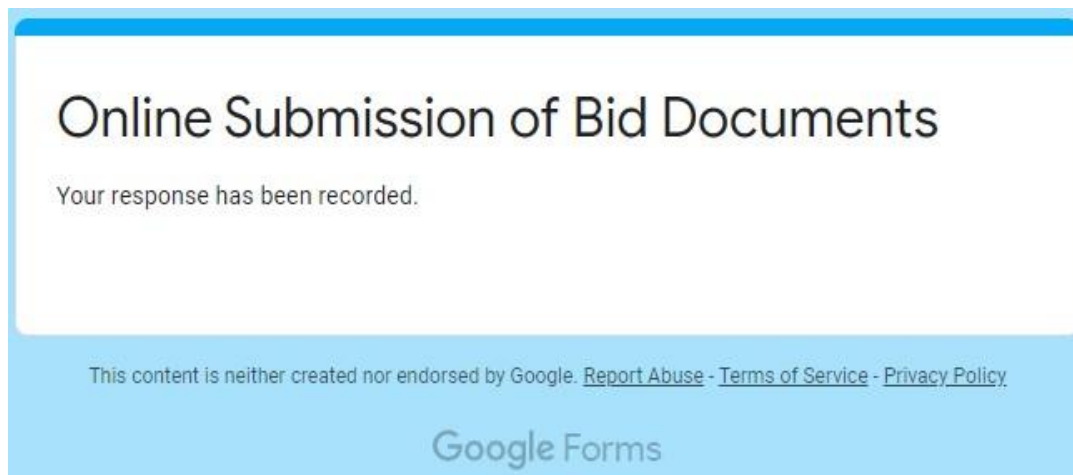 Online Submission of Bid Documents
Your response has been recorded.
This content is neither created nor endorsed by Google. Report Abuse - Terms of Service - Privacy Policy
Google Forms